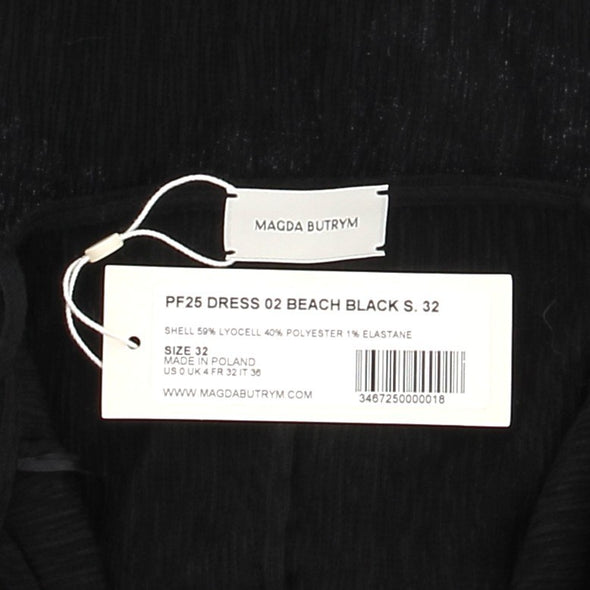 MAGDA BUTRYM
PF25 DRESS 02 BEACH BLACK S. 32
SHELL 59% LYOCELL 40% POLYESTER 1% ELASTANE
SIZE 32
MADE IN POLAND
US 0 UK 4 FR 32 IT 36
WWW.MAGDABUTRYM.COM
3467250000018